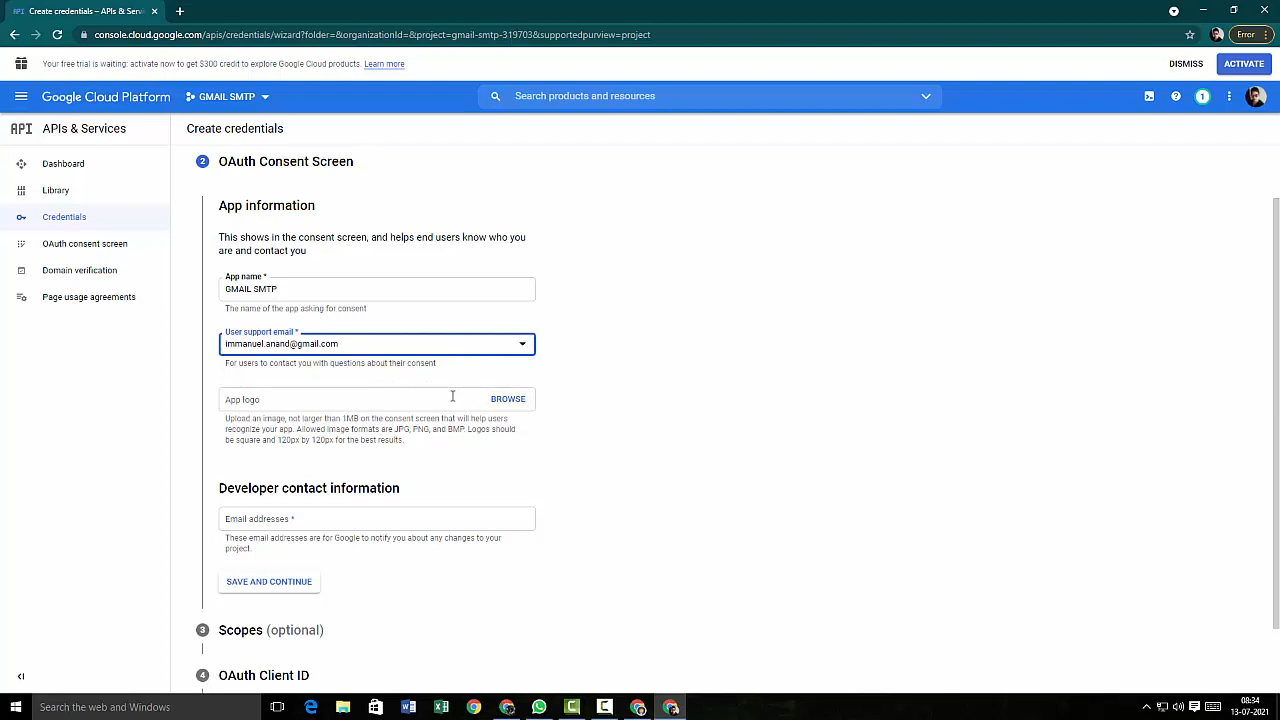 Create credentials – APIs & Servi
console.cloud.google.com/apis/credentials/wizard?folder=&organizationId=&project=gmail-smtp-319703&supportedpurview=project
Error
Your free trial is waiting: activate now to get $300 credit to explore Google Cloud products. Learn more
DISMISS
ACTIVATE
Google Cloud Platform
GMAIL SMTP
Search products and resources
1
API APIs & Services
Create credentials
Dashboard
Library
Credentials
OAuth consent screen
Domain verification
Page usage agreements
2 OAuth Consent Screen
App information
This shows in the consent screen, and helps end users know who you
are and contact you
App name *
GMAIL SMTP
The name of the app asking for consent
User support email *
immanuel.anand@gmail.com
For users to contact you with questions about their consent
App logo
BROWSE
Upload an image, not larger than 1MB on the consent screen that will help users
recognize your app. Allowed image formats are JPG, PNG, and BMP. Logos should
be square and 120px by 120px for the best results.
Developer contact information
Email addresses *
These email addresses are for Google to notify you about any changes to your
project.
SAVE AND CONTINUE
3 Scopes (optional)
4 OAuth Client ID
Search the web and Windows
08:34
13-07-2021